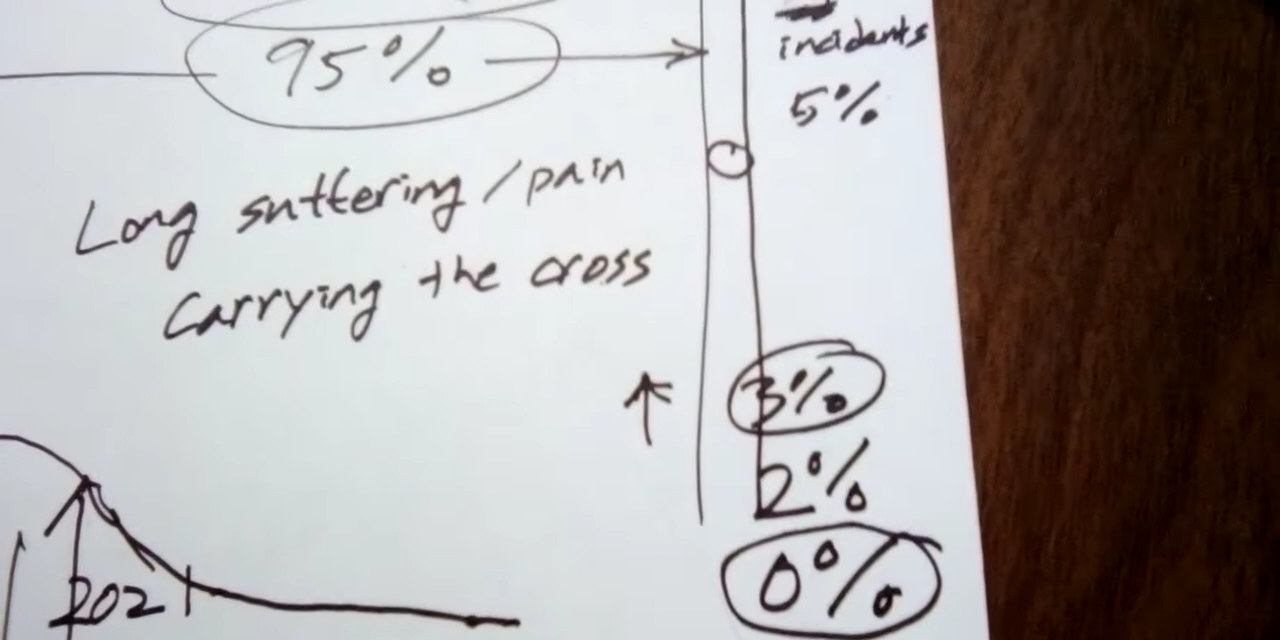 95%
incidents
5%
Long suffering / pain
Carrying the cross
3%
2%
0%
2021